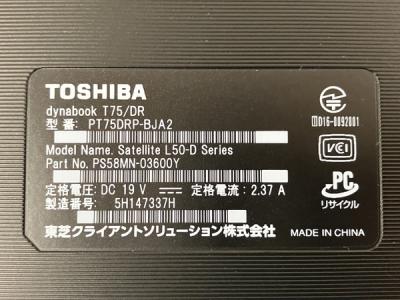 TOSHIBA
dynabook T75/DR
型 番: PT75DRP-BJA2
D16-0092001
Model Name. Satellite L50-D Series
Part No. PS58MN-03600Y
VCI
定格電圧: DC 19 V 定格電流: 2.37 A
製造番号: 5H147337H
PC
リサイクル
東芝クライアントソリューション株式会社
MADE IN CHINA